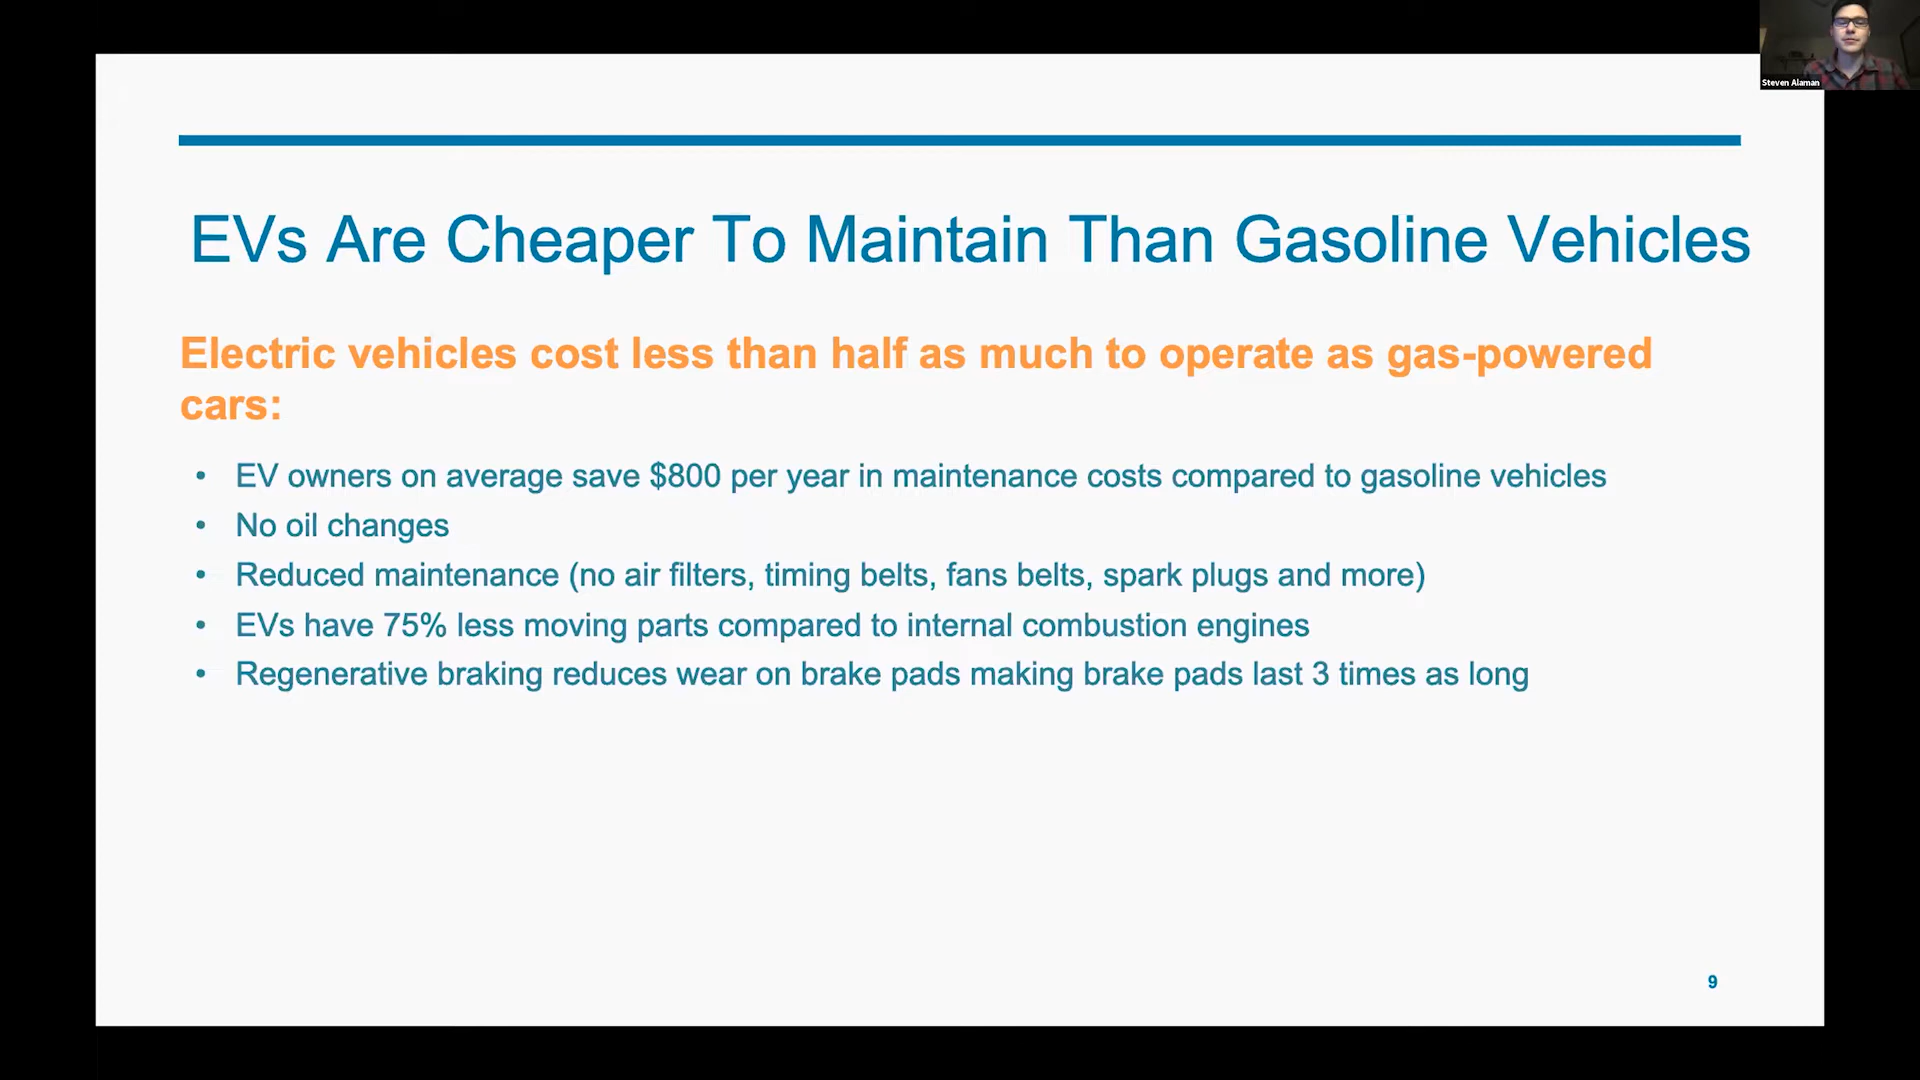 Steven Alaman
EVs Are Cheaper To Maintain Than Gasoline Vehicles
Electric vehicles cost less than half as much to operate as gas-powered
cars:
• EV owners on average save $800 per year in maintenance costs compared to gasoline vehicles
• No oil changes
• Reduced maintenance (no air filters, timing belts, fans belts, spark plugs and more)
• EVs have 75% less moving parts compared to internal combustion engines
• Regenerative braking reduces wear on brake pads making brake pads last 3 times as long
9